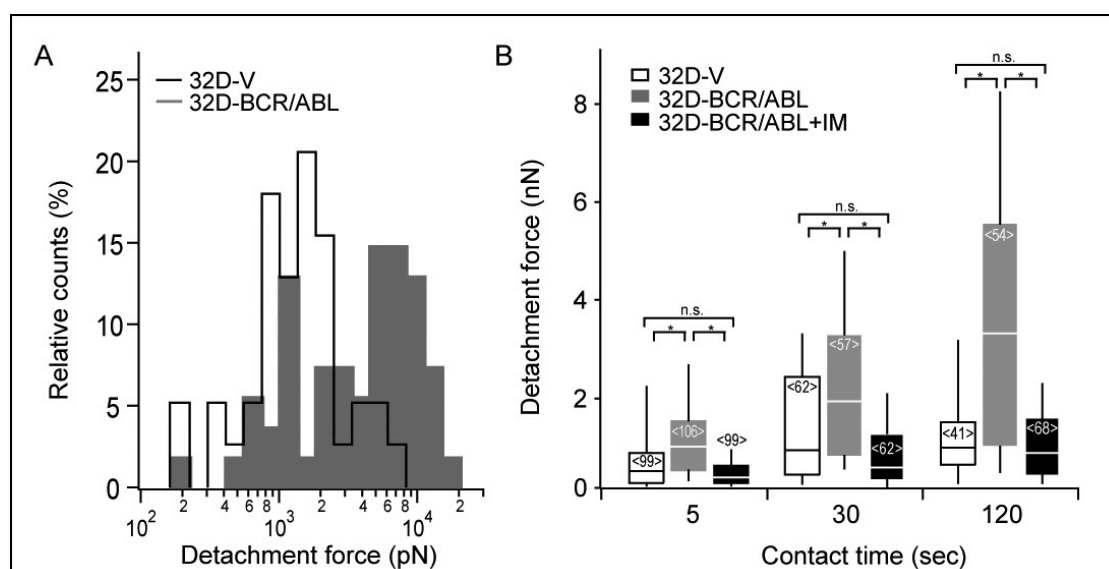 A
32D-V
32D-BCR/ABL
Relative counts (%)
25
20
15
10
5
0
10²
2
4
6
8
10³
2
4
6
8
10⁴
2
Detachment force (pN)
B
32D-V
32D-BCR/ABL
32D-BCR/ABL+IM
Detachment force (nN)
8
6
4
2
0
n.s.
*
*
<99>
<106>
<99>
n.s.
*
*
<62>
<57>
<62>
n.s.
*
*
<41>
<54>
<68>
5
30
120
Contact time (sec)